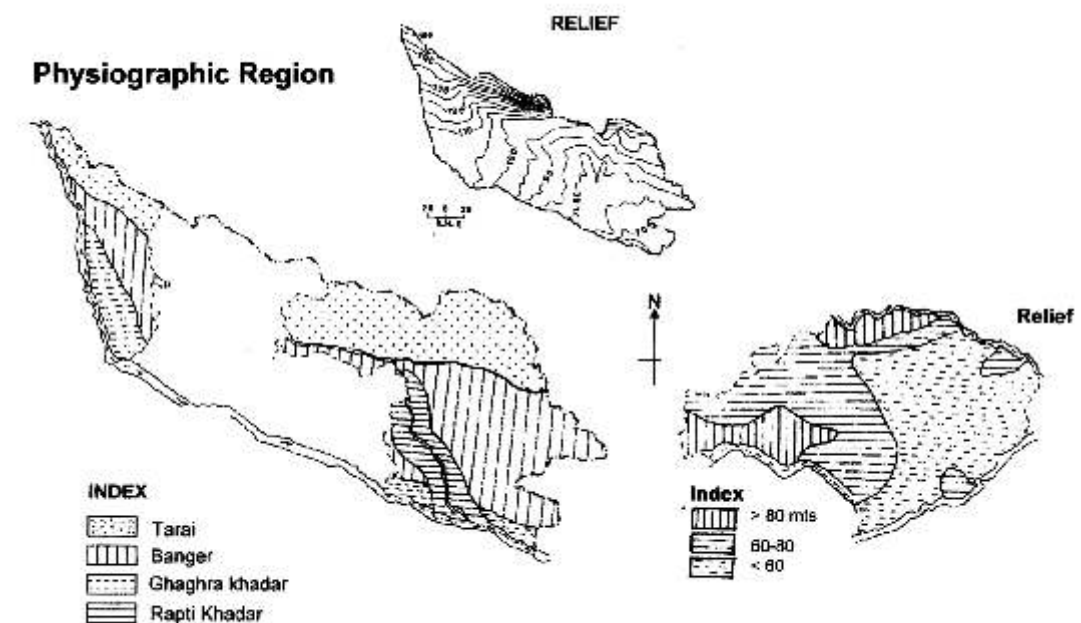 RELIEF
Physiographic Region
N
Relief
INDEX
Tarai
Banger
Ghaghra khadar
Rapti Khadar
Index
> 80 mts
60-80
< 60